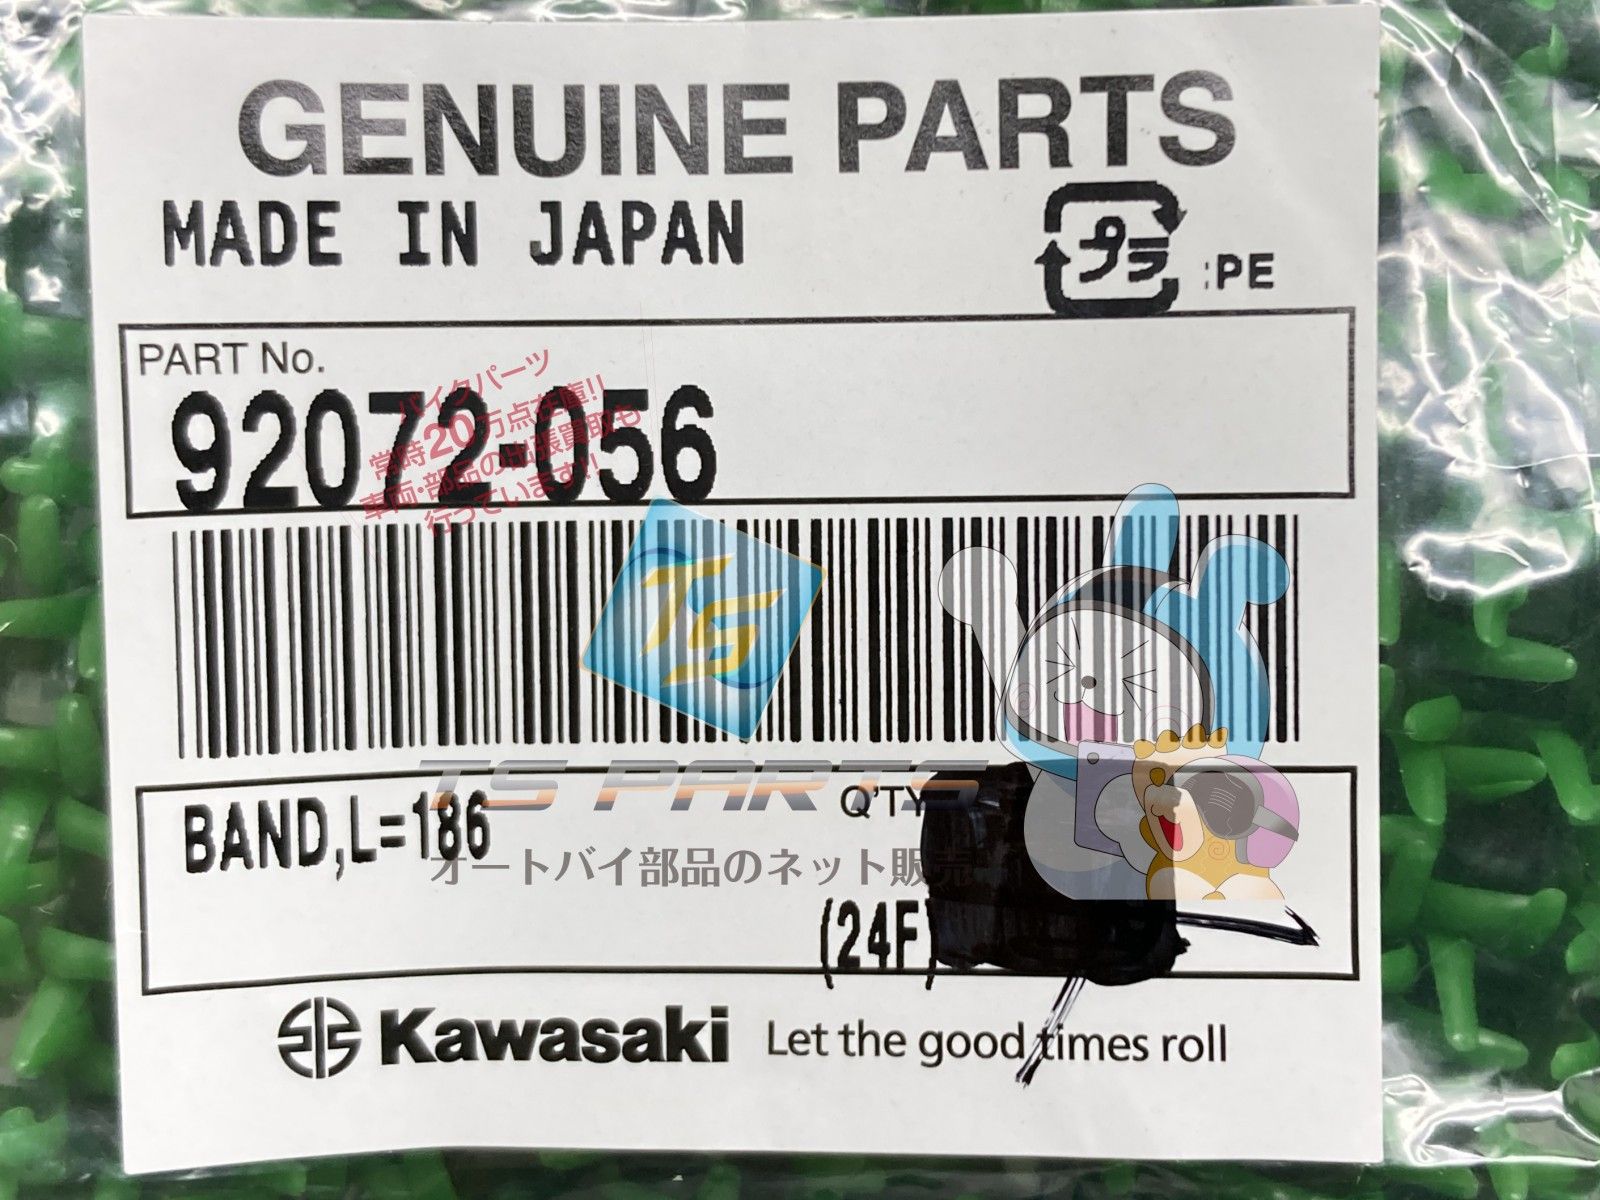 GENUINE PARTS
MADE IN JAPAN
プラ :PE
PART No.
92072-056
バイクパーツ
常時20万点在庫!!
車両・部品の出張買取も
行っています!!
TS
TS PARTS
BAND,L=186
Q'TY
オートバイ部品のネット販売
(24F)
Kawasaki Let the good times roll